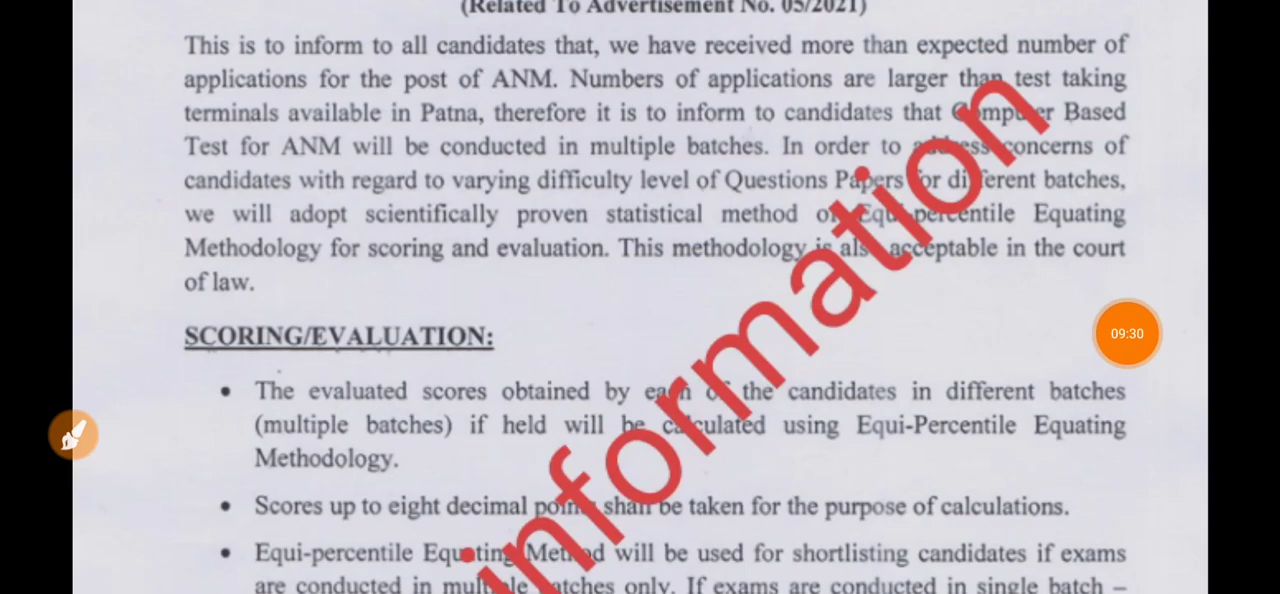 (Related To Advertisement No. 05/2021)
This is to inform to all candidates that, we have received more than expected number of
applications for the post of ANM. Numbers of applications are larger than test taking
terminals available in Patna, therefore it is to inform to candidates that Computer Based
Test for ANM will be conducted in multiple batches. In order to address concerns of
candidates with regard to varying difficulty level of Questions Papers for different batches,
we will adopt scientifically proven statistical method of Equi-percentile Equating
Methodology for scoring and evaluation. This methodology is also acceptable in the court
of law.
SCORING/EVALUATION:
09:30
• The evaluated scores obtained by each of the candidates in different batches
(multiple batches) if held will be calculated using Equi-Percentile Equating
Methodology.
• Scores up to eight decimal points shall be taken for the purpose of calculations.
• Equi-percentile Equating Method will be used for shortlisting candidates if exams
are conducted in multiple batches only. If exams are conducted in single batch –
information